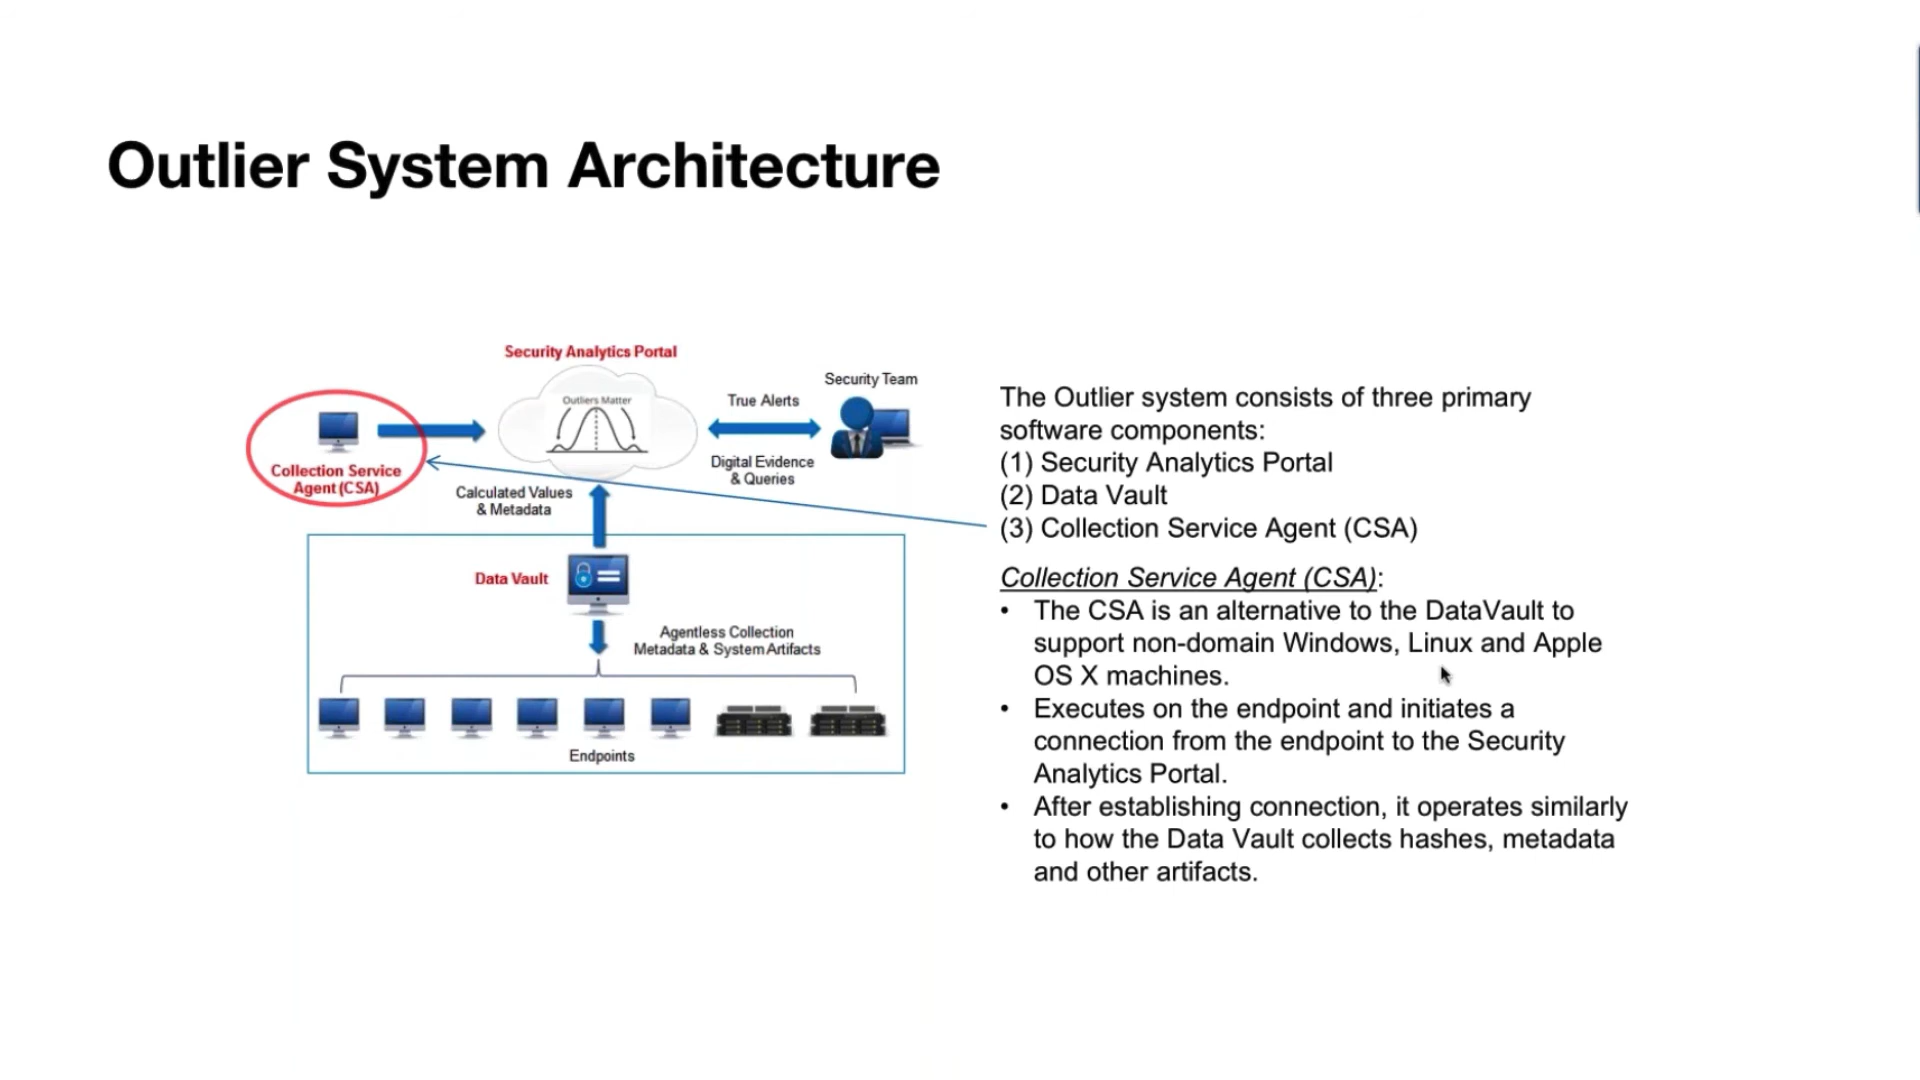 Outlier System Architecture
Security Analytics Portal
Security Team
Outliers Matter
True Alerts
Collection Service
Agent (CSA)
Digital Evidence
& Queries
Calculated Values
& Metadata
Data Vault
Agentless Collection
Metadata & System Artifacts
Endpoints
The Outlier system consists of three primary
software components:
(1) Security Analytics Portal
(2) Data Vault
(3) Collection Service Agent (CSA)
Collection Service Agent (CSA):
• The CSA is an alternative to the DataVault to
support non-domain Windows, Linux and Apple
OS X machines.
• Executes on the endpoint and initiates a
connection from the endpoint to the Security
Analytics Portal.
• After establishing connection, it operates similarly
to how the Data Vault collects hashes, metadata
and other artifacts.